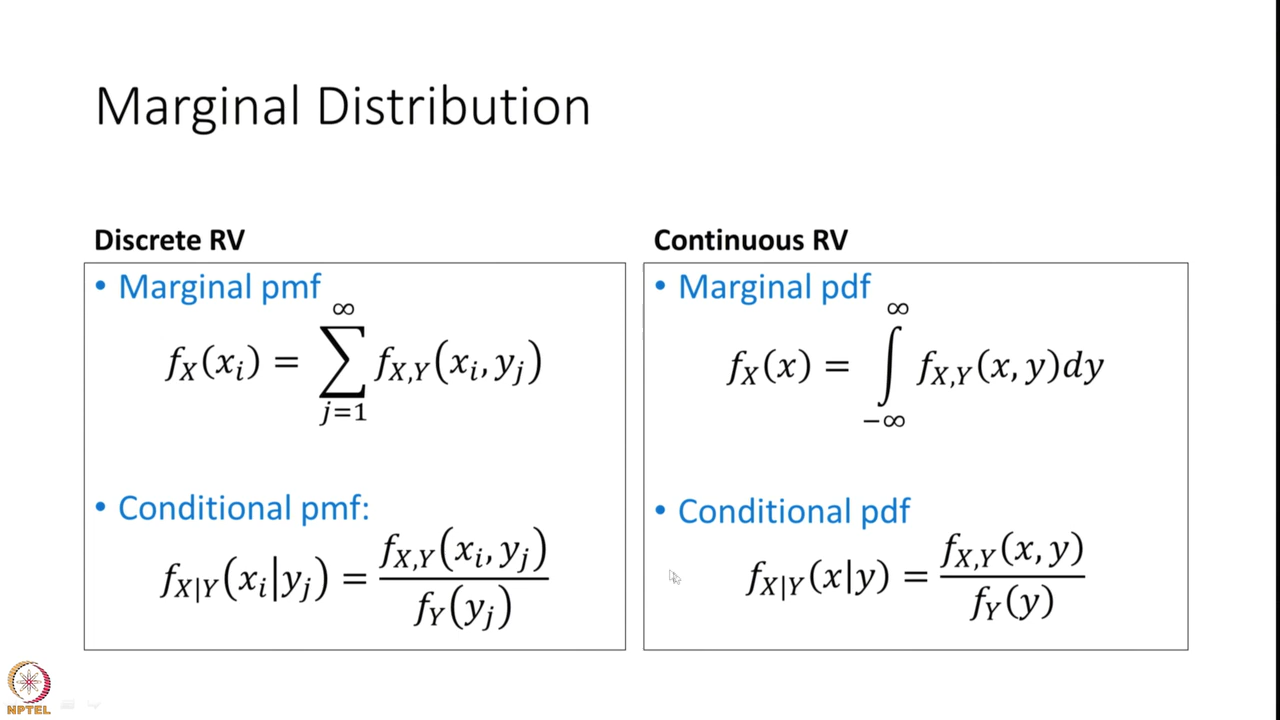 Marginal Distribution
Discrete RV
• Marginal pmf
f_X(x_i) = ∑_{j=1}^{∞} f_{X,Y}(x_i, y_j)
• Conditional pmf:
f_{X|Y}(x_i|y_j) = f_{X,Y}(x_i, y_j) / f_Y(y_j)
Continuous RV
• Marginal pdf
f_X(x) = ∫_{-∞}^{∞} f_{X,Y}(x, y)dy
• Conditional pdf
f_{X|Y}(x|y) = f_{X,Y}(x, y) / f_Y(y)
NPTEL